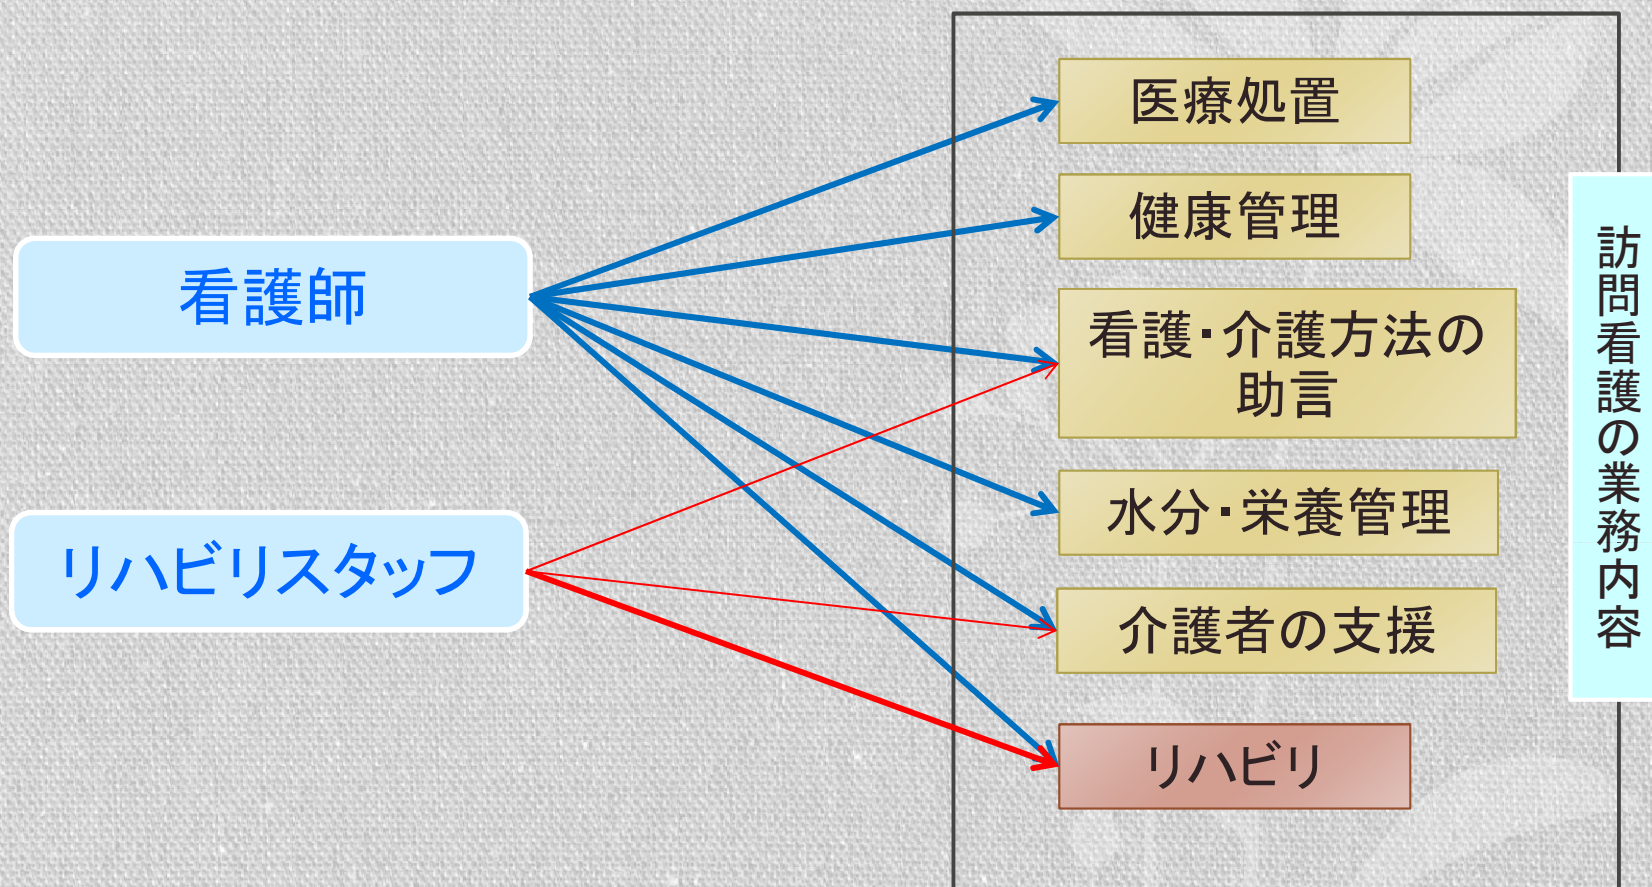 医療処置
健康管理
看護師
看護・介護方法の
助言
水分・栄養管理
リハビリスタッフ
介護者の支援
リハビリ
訪問看護の業務内容